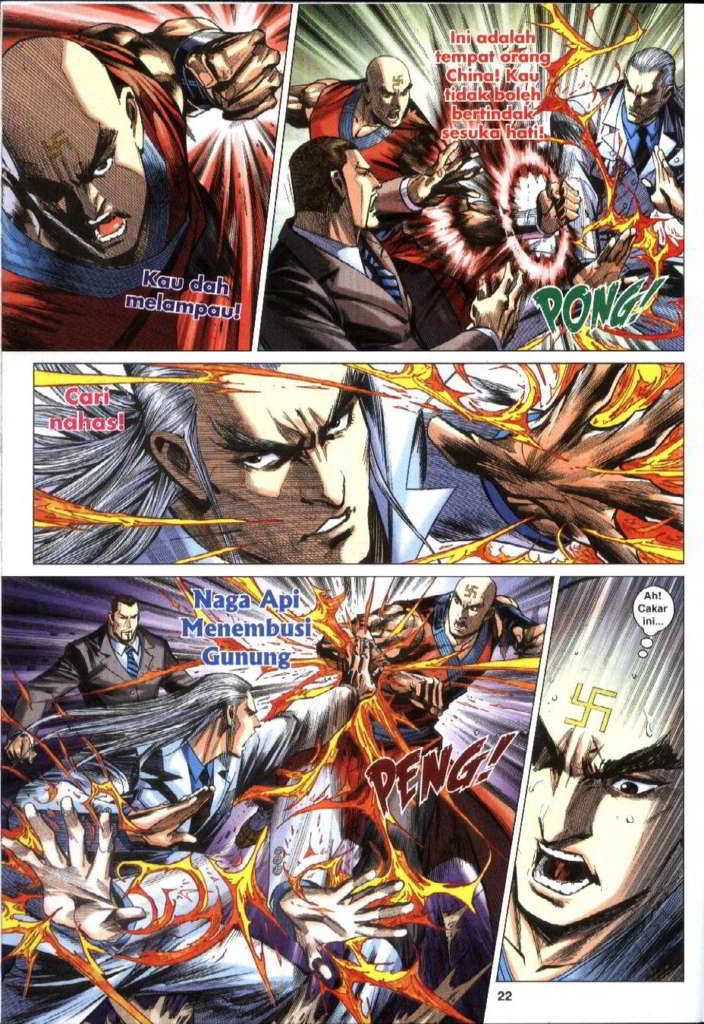 Kau dah
melampau!
Ini adalah
tempat orang
China! Kau
tidak boleh
bertindak
sesuka hati!
PONG!
Cari
nahas!
Naga Api
Menembusi
Gunung
PENG!
Ah!
Cakar
ini...
22